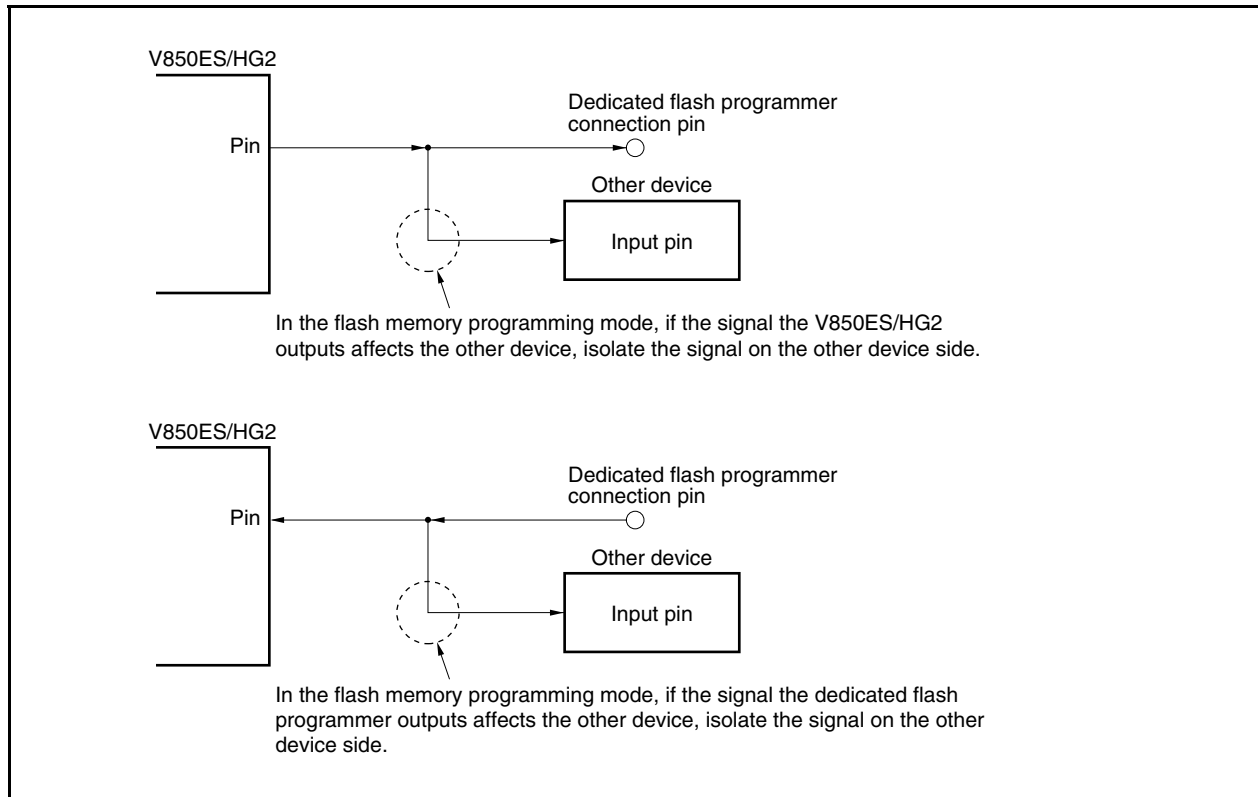 V850ES/HG2
Dedicated flash programmer
connection pin
Pin
Other device
Input pin
In the flash memory programming mode, if the signal the V850ES/HG2
outputs affects the other device, isolate the signal on the other device side.
V850ES/HG2
Dedicated flash programmer
connection pin
Pin
Other device
Input pin
In the flash memory programming mode, if the signal the dedicated flash
programmer outputs affects the other device, isolate the signal on the other
device side.